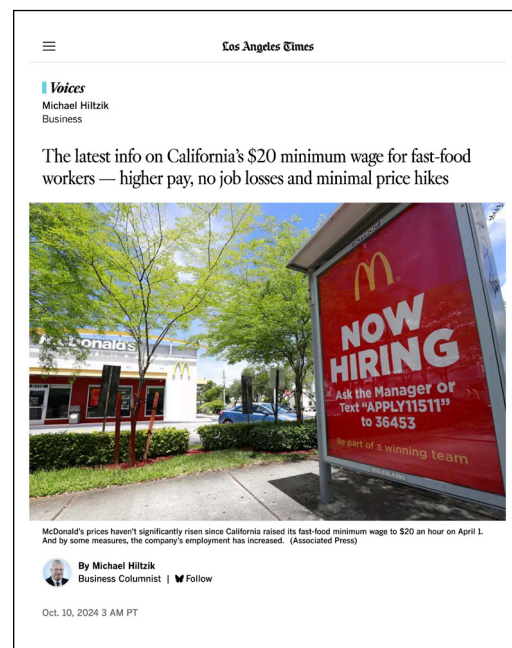 Los Angeles Times
Voices
Michael Hiltzik
Business
The latest info on California’s $20 minimum wage for fast-food
workers — higher pay, no job losses and minimal price hikes
McDonald's
M
NOW
HIRING
Ask the Manager or
Text “APPLY11511”
to 36453
Be part of a winning team
McDonald’s prices haven’t significantly risen since California raised its fast-food minimum wage to $20 an hour on April 1.
And by some measures, the company’s employment has increased. (Associated Press)
By Michael Hiltzik
Business Columnist | Follow
Oct. 10, 2024 3 AM PT